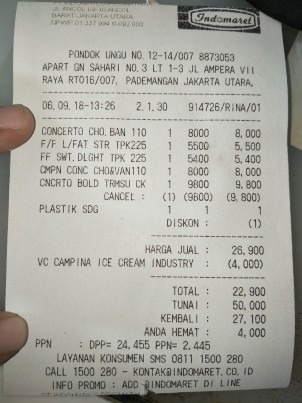 Indomaret
JL.ANCOL I/9-10 ANCOL
BARAT-JAKARTA UTARA
NPWP 01.337.994.6-092.000
PONDOK UNGU NO.12-14/007 8873053
APART GN SAHARI NO.3 LT 1-3 JL AMPERA VII
RAYA RT016/007, PADEMANGAN JAKARTA UTARA,
06.09.18-13:26 2.1.30 914726/RINA/01
CONCERTO CHO.BAN 110 1 8000 8,000
F/F L/FAT STR TPK225 1 5500 5,500
FF SWT.DLGHT TPK 225 1 5400 5,400
CMPN CONC CHO&VAN110 1 8000 8,000
CNCRTO BOLD TRMSU CK 1 9800 9,800
CANCEL : (1) (9800) (9,800)
PLASTIK SDG 1 1 1
DISKON : (1)
HARGA JUAL : 26,900
VC CAMPINA ICE CREAM INDUSTRY : (4,000)
TOTAL : 22,900
TUNAI : 50,000
KEMBALI : 27,100
ANDA HEMAT : 4,000
PPN : DPP= 24,455 PPN= 2,445
LAYANAN KONSUMEN SMS 0811 1500 280
CALL 1500 280 - KONTAK@INDOMARET.CO.ID
INFO PROMO : ADD @INDOMARET DI LINE